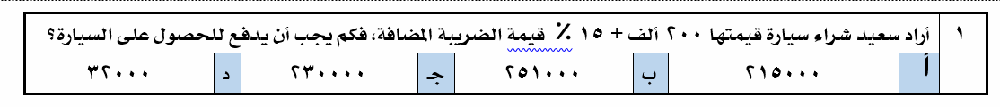 ١ أراد سعيد شراء سيارة قيمتها ٢٠٠ ألف + ١٥ ٪ قيمة الضريبة المضافة، فكم يجب أن يدفع للحصول على السيارة؟
أ ٢١٥٠٠٠ ب ٢٥١٠٠٠ جـ ٢٣٠٠٠٠ د ٣٢٠٠٠